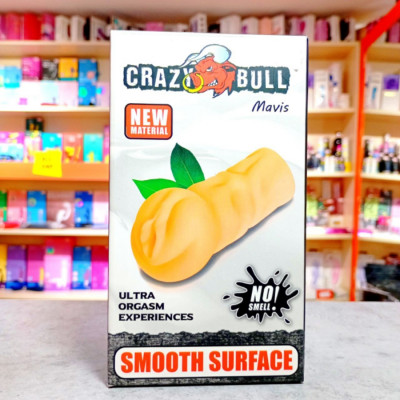 CRAZY BULL
Mavis
NEW
MATERIAL
ULTRA
ORGASM
EXPERIENCES
NO
SMELL
SMOOTH SURFACE